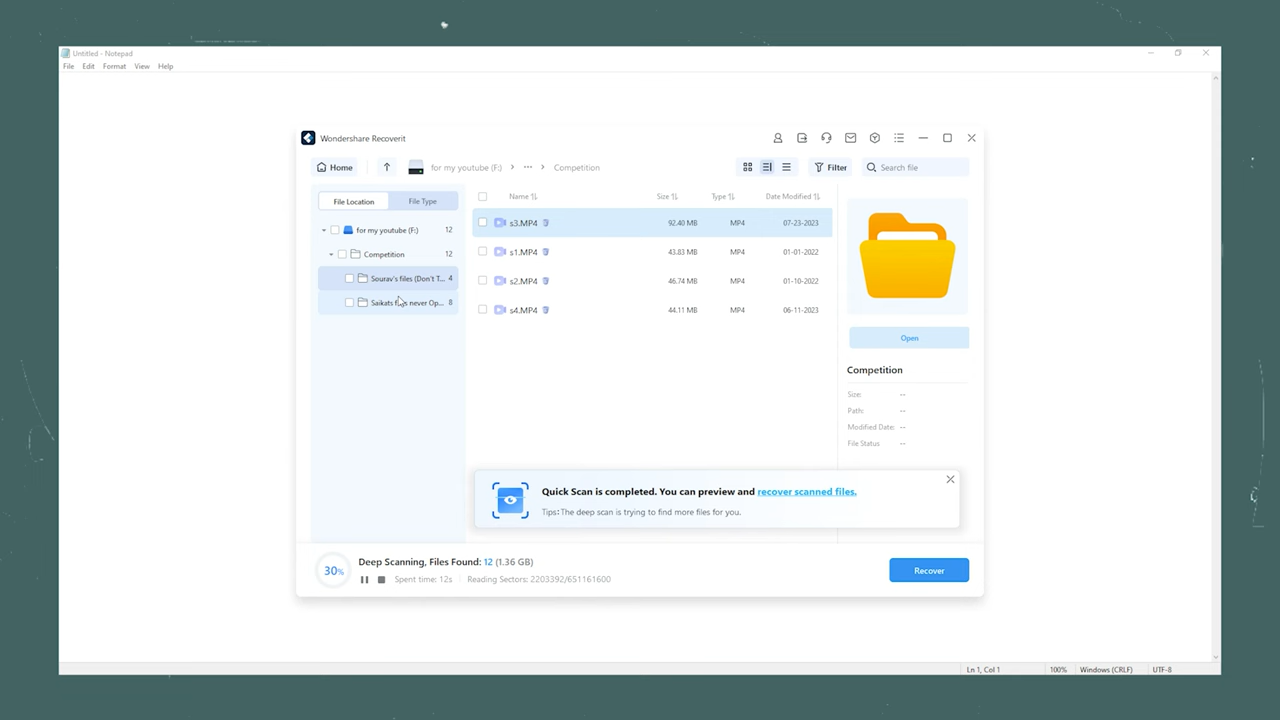 Untitled - Notepad
File Edit Format View Help
Wondershare Recoverit
Home for my youtube (F:) > ··· > Competition Filter Search file
File Location File Type
for my youtube (F:) 12
Competition 12
Sourav's files (Don't T... 4
Saikats never Op... 8
Name Size Type Date Modified
s3.MP4 92.40 MB MP4 07-23-2023
s1.MP4 43.83 MB MP4 01-01-2022
s2.MP4 46.74 MB MP4 01-10-2022
s4.MP4 44.11 MB MP4 06-11-2023
Open
Competition
Size: --
Path: --
Modified Date: --
File Status --
Quick Scan is completed. You can preview and recover scanned files.
Tips: The deep scan is trying to find more files for you.
30%
Deep Scanning, Files Found: 12 (1.36 GB)
Spent time: 12s Reading Sectors: 2203392/651161600
Recover
Ln 1, Col 1 100% Windows (CRLF) UTF-8